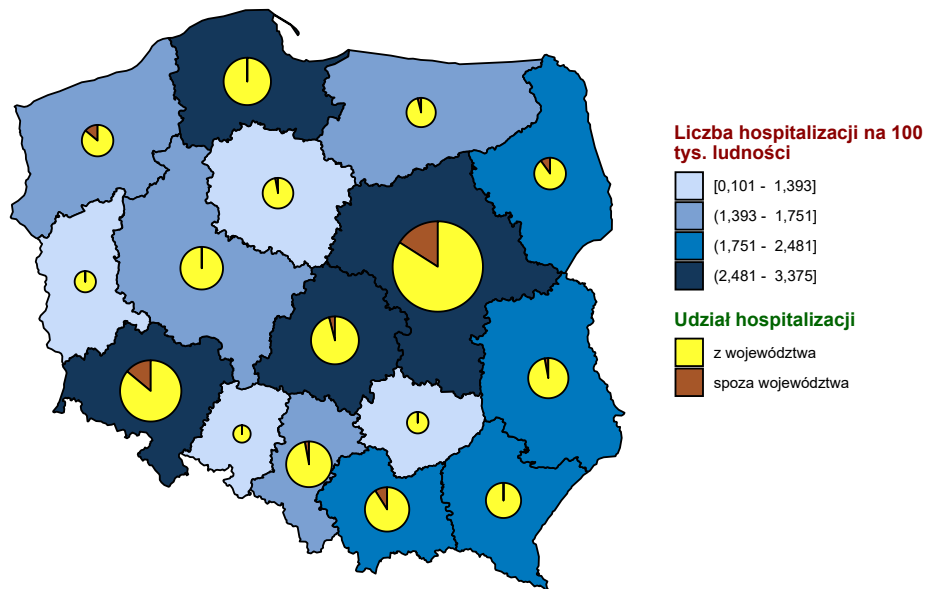 Liczba hospitalizacji na 100
tys. ludności
[0,101 - 1,393]
(1,393 - 1,751]
(1,751 - 2,481]
(2,481 - 3,375]
Udział hospitalizacji
z województwa
spoza województwa